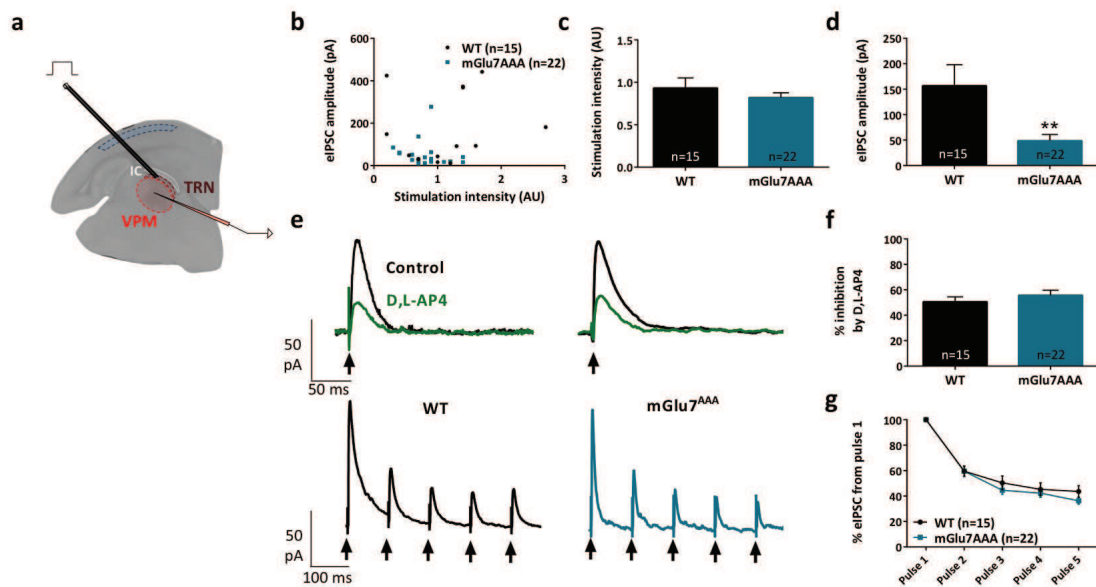 a
IC
TRN
VPM
b
eIPSC amplitude (pA)
600
400
200
0
0
1
2
3
Stimulation intensity (AU)
WT (n=15)
mGlu7AAA (n=22)
c
Stimulation intensity (AU)
1.5
1.0
0.5
0.0
n=15
n=22
WT
mGlu7AAA
d
eIPSC amplitude (pA)
250
200
150
100
50
0
**
n=15
n=22
WT
mGlu7AAA
e
Control
D,L-AP4
50
pA
50 ms
WT
mGlu7AAA
50
pA
100 ms
f
% inhibition
by D,L-AP4
100
80
60
40
20
0
n=15
n=22
WT
mGlu7AAA
g
% eIPSC from pulse 1
100
80
60
40
20
0
WT (n=15)
mGlu7AAA (n=22)
Pulse 1
Pulse 2
Pulse 3
Pulse 4
Pulse 5